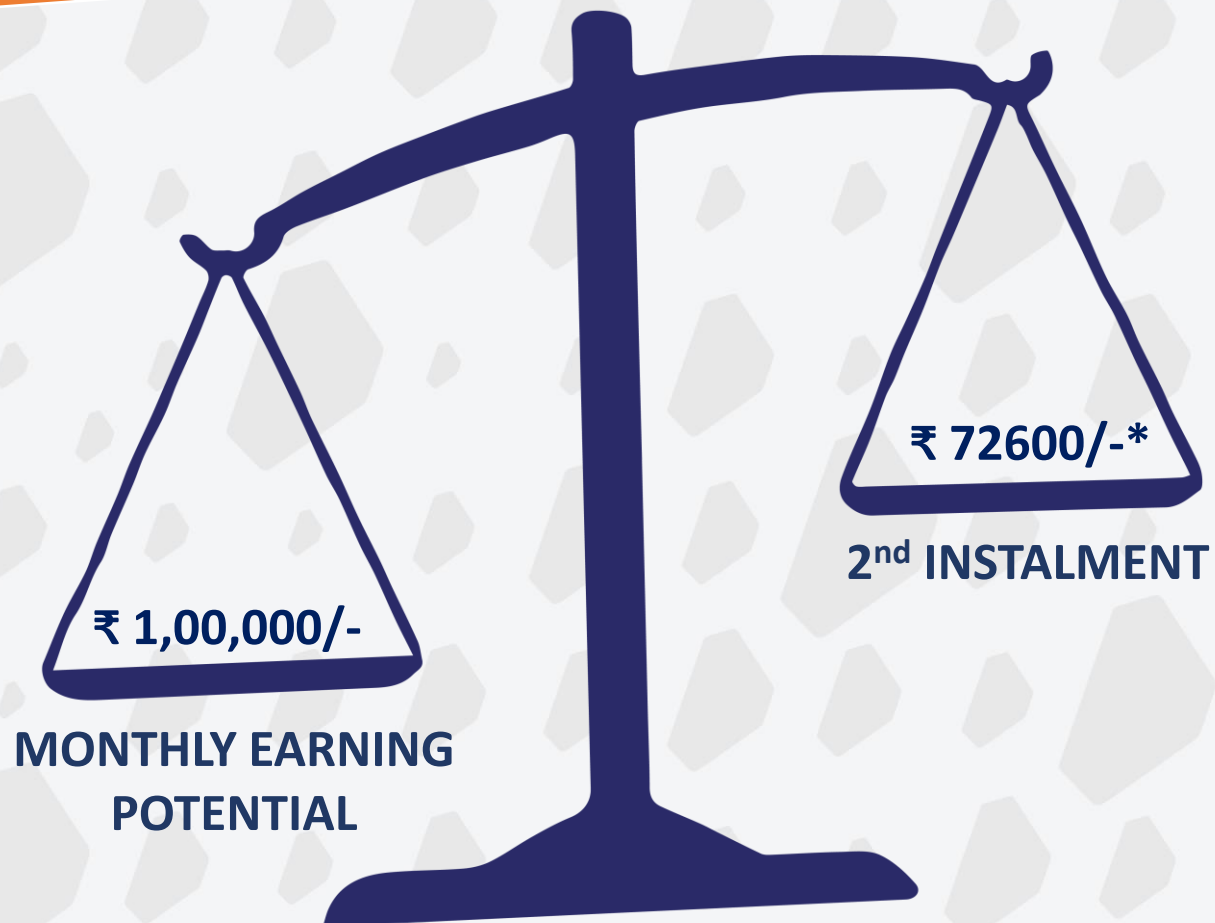 ₹ 72600/-*
2nd INSTALMENT
₹ 1,00,000/-
MONTHLY EARNING
POTENTIAL